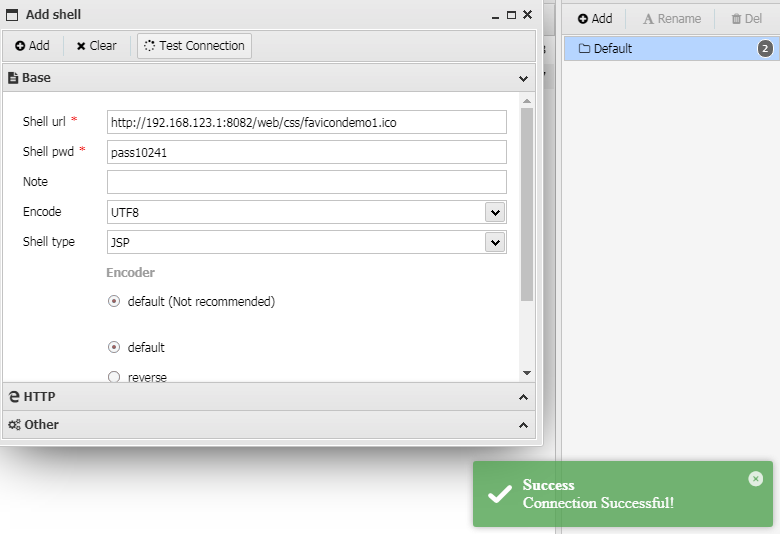 Add shell
Add Clear Test Connection
Base
Shell url * http://192.168.123.1:8082/web/css/favicondemo1.ico
Shell pwd * pass10241
Note
Encode UTF8
Shell type JSP
Encoder
default (Not recommended)
default
reverse
HTTP
Other
Add Rename Del
Default 2
Success
Connection Successful!